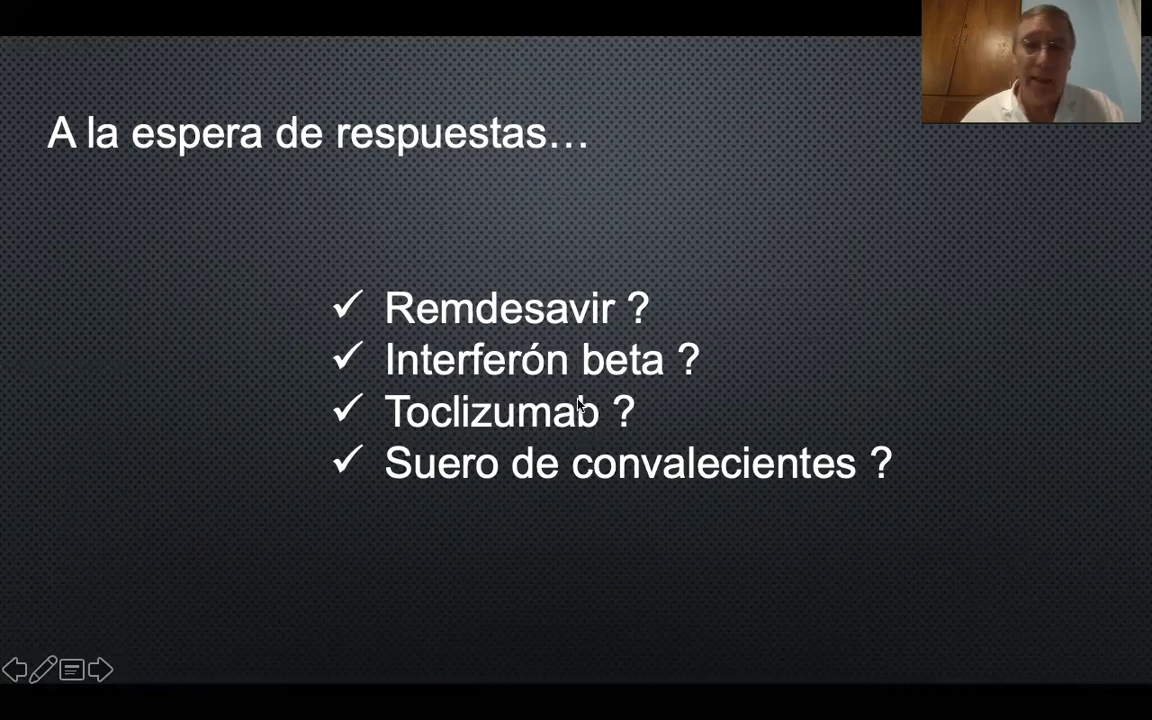 A la espera de respuestas…
✓ Remdesavir ?
✓ Interferón beta ?
✓ Toclizumab ?
✓ Suero de convalecientes ?